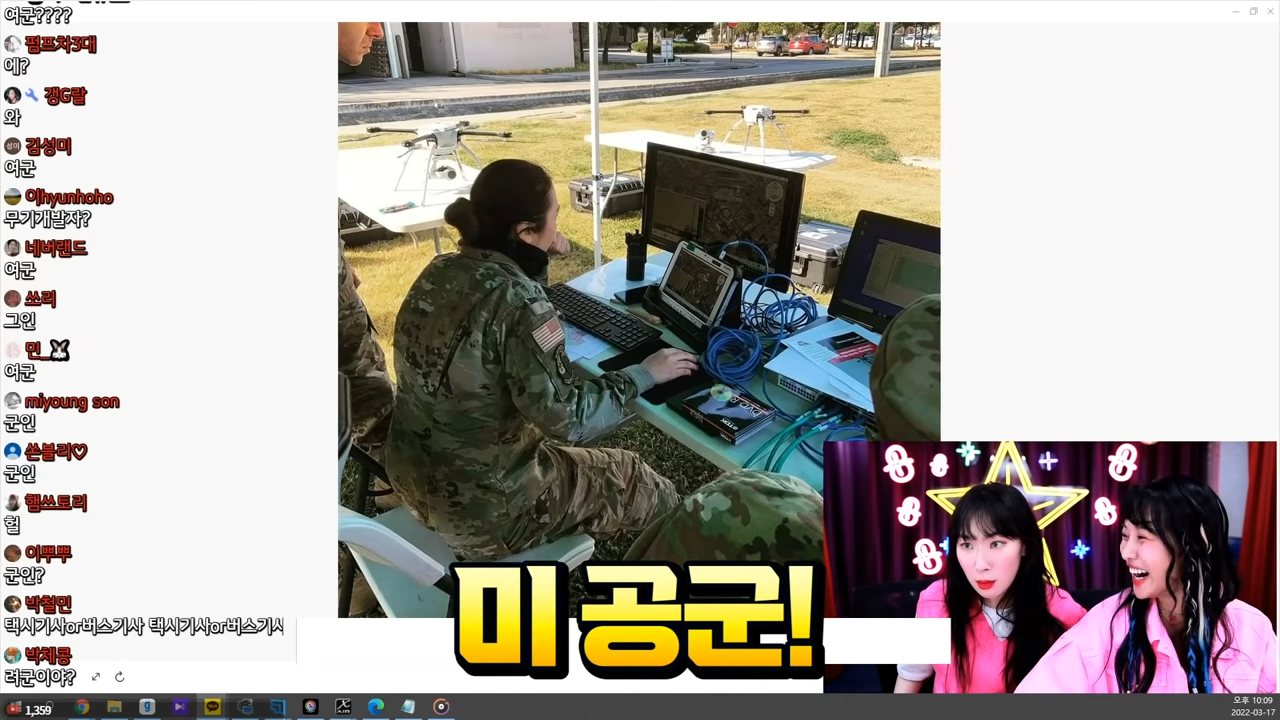 여군????
펌프차3대
에?
갱G랄
와
김성미
여군
이hyunhoho
무기개발자?
네버랜드
여군
쏘리
그인
민_
여군
miyoung son
군인
쏜블리♡
군인
햄쓰토리
헐
이뿌뿌
군인?
박철민
택시기사or버스기사 택시기사or버스기사
박체콩
려군이야?
미 공군!
1,359
오후 10:09
2022-03-17